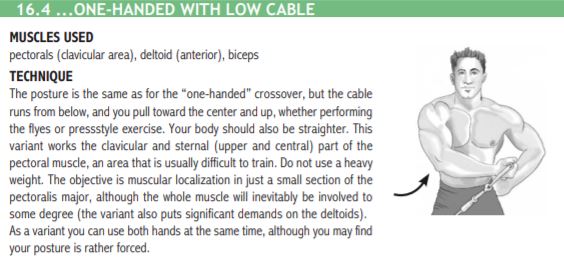 16.4 ...ONE-HANDED WITH LOW CABLE
MUSCLES USED
pectorals (clavicular area), deltoid (anterior), biceps
TECHNIQUE
The posture is the same as for the “one-handed” crossover, but the cable
runs from below, and you pull toward the center and up, whether performing
the flyes or pressstyle exercise. Your body should also be straighter. This
variant works the clavicular and sternal (upper and central) part of the
pectoral muscle, an area that is usually difficult to train. Do not use a heavy
weight. The objective is muscular localization in just a small section of the
pectoralis major, although the whole muscle will inevitably be involved to
some degree (the variant also puts significant demands on the deltoids).
As a variant you can use both hands at the same time, although you may find
your posture is rather forced.